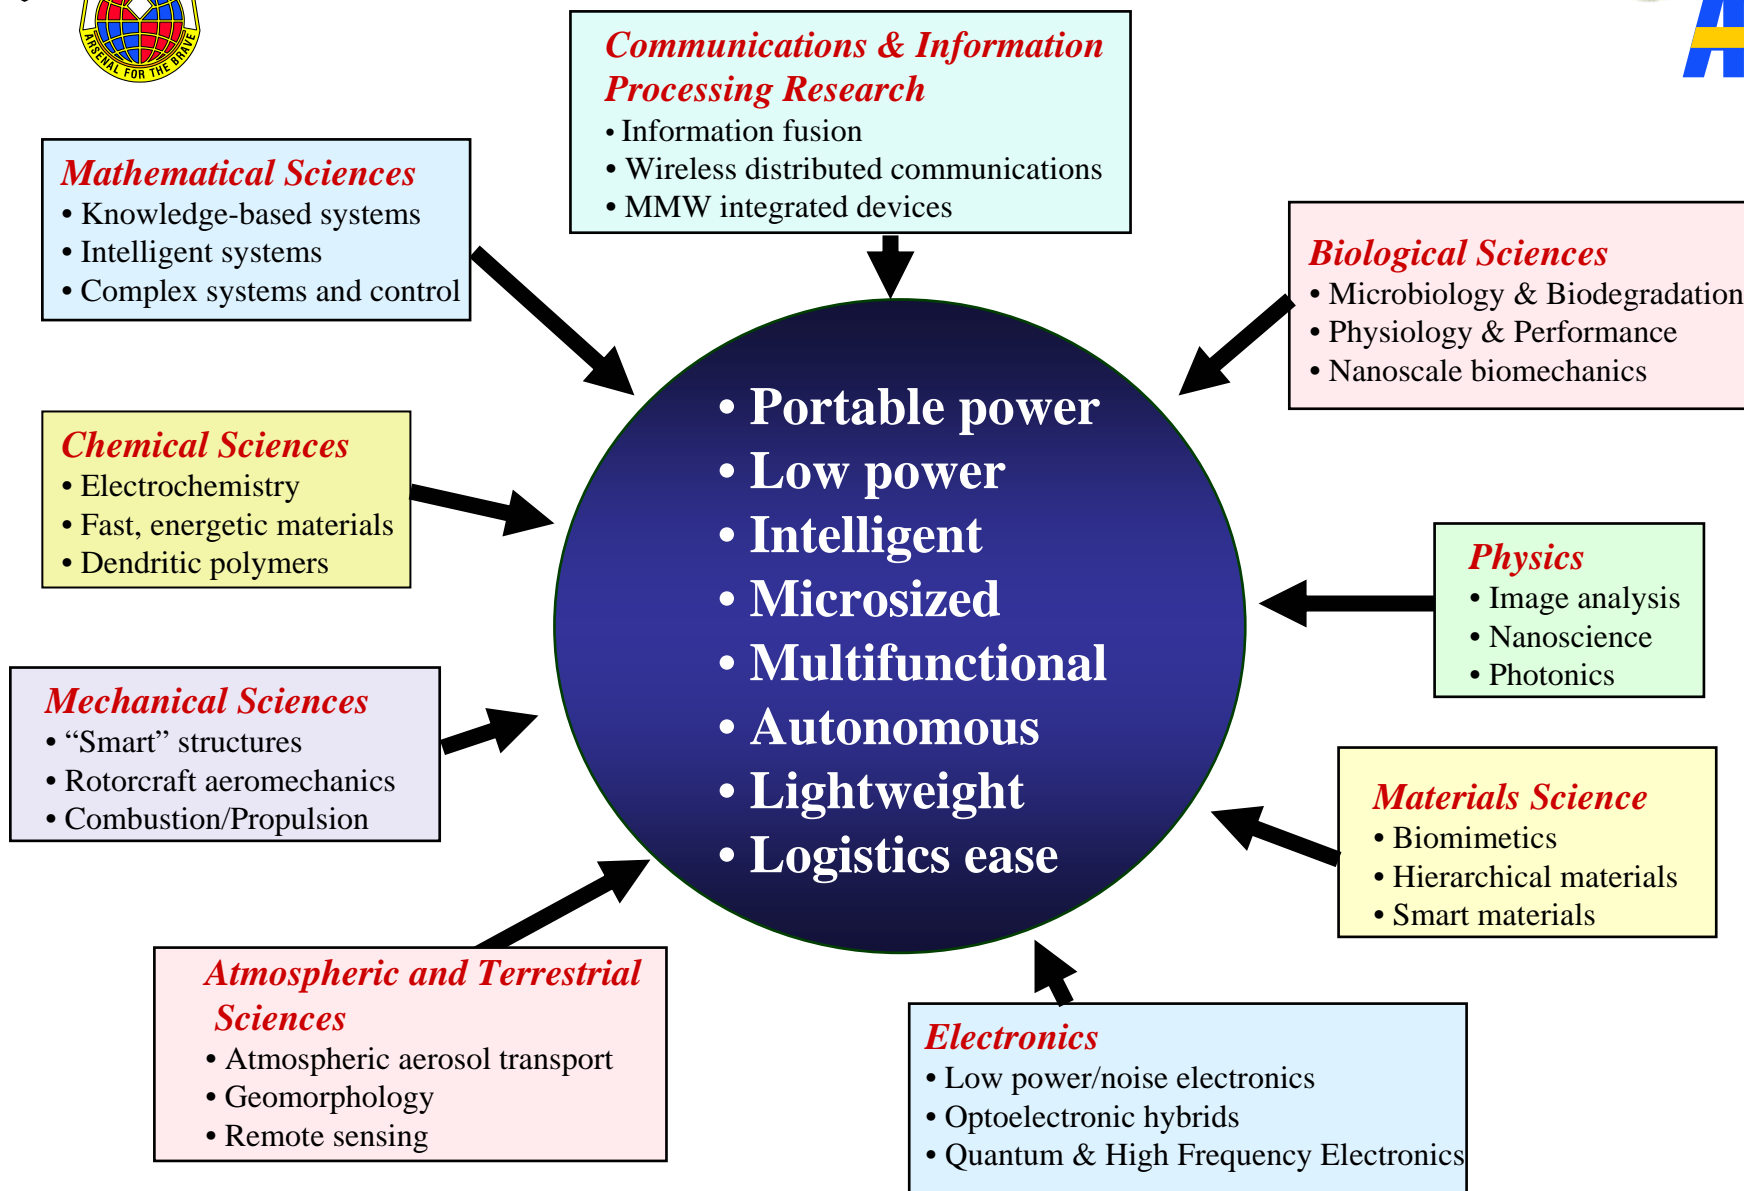 ARSENAL FOR THE BRAVE
Communications & Information
Processing Research
• Information fusion
• Wireless distributed communications
• MMW integrated devices
Mathematical Sciences
• Knowledge-based systems
• Intelligent systems
• Complex systems and control
Biological Sciences
• Microbiology & Biodegradation
• Physiology & Performance
• Nanoscale biomechanics
Chemical Sciences
• Electrochemistry
• Fast, energetic materials
• Dendritic polymers
• Portable power
• Low power
• Intelligent
• Microsized
• Multifunctional
• Autonomous
• Lightweight
• Logistics ease
Physics
• Image analysis
• Nanoscience
• Photonics
Mechanical Sciences
• “Smart” structures
• Rotorcraft aeromechanics
• Combustion/Propulsion
Materials Science
• Biomimetics
• Hierarchical materials
• Smart materials
Atmospheric and Terrestrial
Sciences
• Atmospheric aerosol transport
• Geomorphology
• Remote sensing
Electronics
• Low power/noise electronics
• Optoelectronic hybrids
• Quantum & High Frequency Electronics